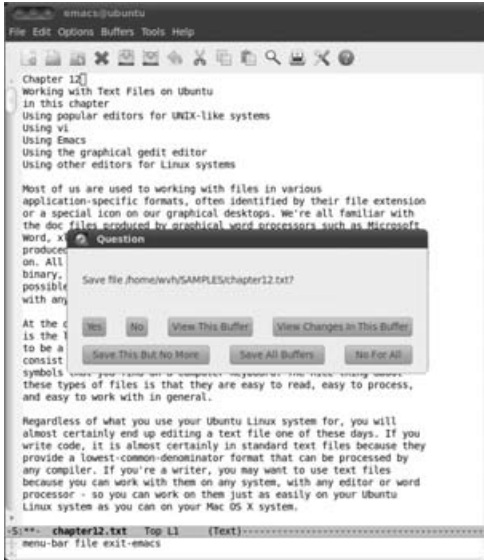 emacs@ubuntu
File Edit Options Buffers Tools Help
Chapter 12
Working with Text Files on Ubuntu
in this chapter
Using popular editors for UNIX-like systems
Using vi
Using Emacs
Using the graphical gedit editor
Using other editors for Linux systems
Most of us are used to working with files in various
application-specific formats, often identified by their file extension
or a special icon on our graphical desktops. We're all familiar with
the doc files produced by graphical word processors such as Microsoft
Word, xl
produced
on. All
binary,
possible
with any
Question
Save file /home/wvh/SAMPLES/chapter12.txt?
Yes No View This Buffer View Changes In This Buffer
Save This But No More Save All Buffers No For All
At the
is the
to be a
consist
symbols that you find on a computer keyboard. The nice thing about
these types of files is that they are easy to read, easy to process,
and easy to work with in general.
Regardless of what you use your Ubuntu Linux system for, you will
almost certainly end up editing a text file one of these days. If you
write code, it is almost certainly in standard text files because they
provide a lowest-common-denominator format that can be processed by
any compiler. If you're a writer, you may want to use text files
because you can work with them on any system, with any editor or word
processor - so you can work on them just as easily on your Ubuntu
Linux system as you can on your Mac OS X system.
-S:**- chapter12.txt Top L1 (Text)
menu-bar file exit-emacs